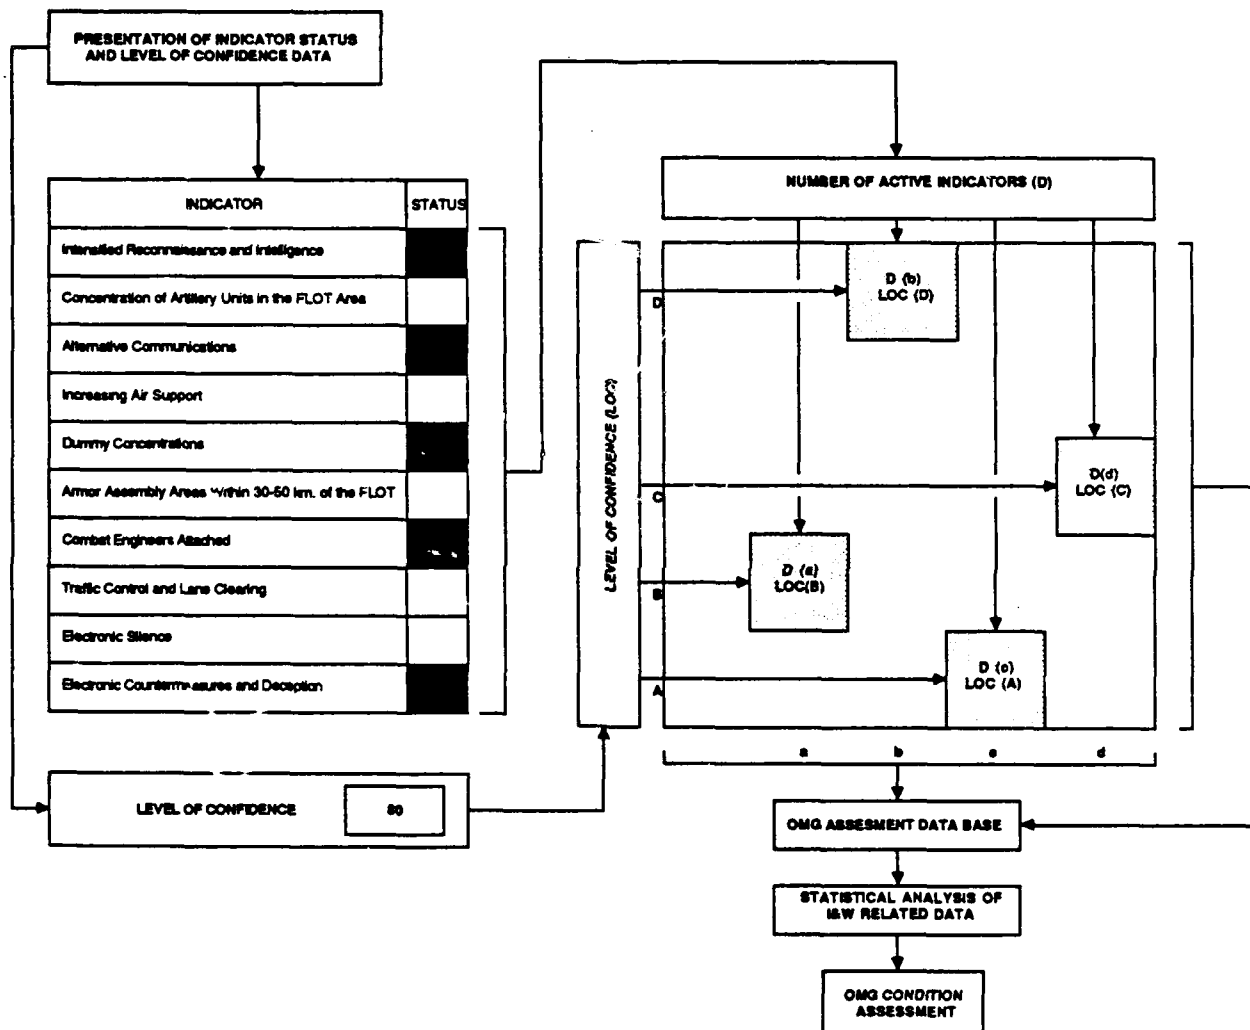 PRESENTATION OF INDICATOR STATUS
AND LEVEL OF CONFIDENCE DATA
INDICATOR
STATUS
Intensified Reconnaissance and Intelligence
Concentration of Artillery Units in the FLOT Area
Alternative Communications
Increasing Air Support
Dummy Concentrations
Armor Assembly Areas Within 30-50 km. of the FLOT
Combat Engineers Attached
Traffic Control and Lane Clearing
Electronic Silence
Electronic Countermeasures and Deception
LEVEL OF CONFIDENCE
80
NUMBER OF ACTIVE INDICATORS (D)
LEVEL OF CONFIDENCE (LOC)
D
C
B
A
D (b)
LOC (D)
D(d)
LOC (C)
D (a)
LOC(B)
D (c)
LOC (A)
a
b
c
d
OMG ASSESMENT DATA BASE
STATISTICAL ANALYSIS OF
I&W RELATED DATA
OMG CONDITION
ASSESSMENT